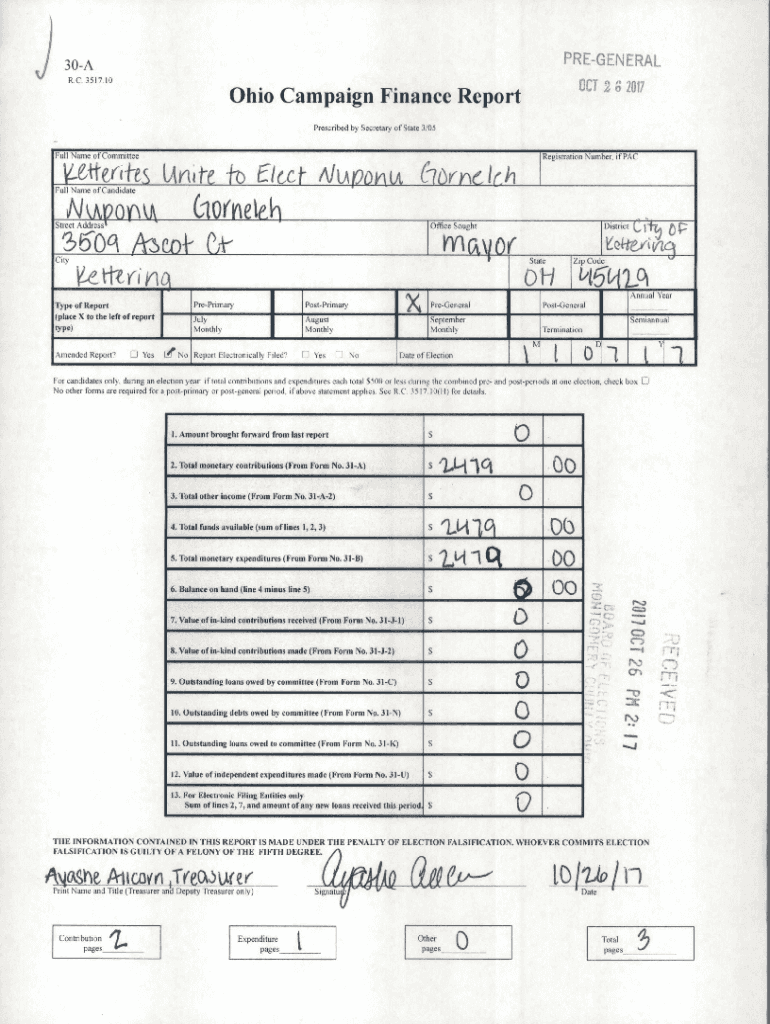 30-A
R.C. 3517.10
PRE-GENERAL
OCT 26 2017
Ohio Campaign Finance Report
Prescribed by Secretary of State 3/05
Full Name of Committee
Ketterites Unite to Elect Nuponu Gorneleh
Registration Number, if PAC
Full Name of Candidate
Nuponu Gorneleh
Street Address
3509 Ascot Ct
Office Sought
mayor
District City of
Kettering
City
Kettering
State
OH
Zip Code
45429
Type of Report
(place X to the left of report
type)
Pre-Primary
Post-Primary
X Pre-General
Post-General
Annual Year
July
Monthly
August
Monthly
September
Monthly
Termination
Semiannual
Amended Report? Yes No Report Electronically Filed? Yes No Date of Election
M D Y
1 1 0 7 1 7
For candidates only, during an election year if total contributions and expenditures each total $500 or less during the combined pre- and post-periods at one election, check box
No other forms are required for a post-primary or post-general period, if above statement applies. See R.C. 3517.10(H) for details.
1. Amount brought forward from last report $ 0
2. Total monetary contributions (From Form No. 31-A) $ 2479 00
3. Total other income (From Form No. 31-A-2) $ 0
4. Total funds available (sum of lines 1, 2, 3) $ 2479 00
5. Total monetary expenditures (From Form No. 31-B) $ 2479 00
6. Balance on hand (line 4 minus line 5) $ 0 00
7. Value of in-kind contributions received (From Form No. 31-J-1) $ 0
8. Value of in-kind contributions made (From Form No. 31-J-2) $ 0
9. Outstanding loans owed by committee (From Form No. 31-C) $ 0
10. Outstanding debts owed by committee (From Form No. 31-N) $ 0
11. Outstanding loans owed to committee (From Form No. 31-K) $ 0
12. Value of independent expenditures made (From Form No. 31-U) $ 0
13. For Electronic Filing Entities only
Sum of lines 2, 7, and amount of any new loans received this period. $ 0
RECEIVED
2017 OCT 26 PM 2:17
BOARD OF ELECTIONS
MONTGOMERY COUNTY
THE INFORMATION CONTAINED IN THIS REPORT IS MADE UNDER THE PENALTY OF ELECTION FALSIFICATION. WHOEVER COMMITS ELECTION
FALSIFICATION IS GUILTY OF A FELONY OF THE FIFTH DEGREE.
Ayashe Allcorn, Treasurer
Print Name and Title (Treasurer and Deputy Treasurer only)
Ayashe
Signature
10/26/17
Date
Contribution
pages 2
Expenditure
pages 1
Other
pages 0
Total
pages 3